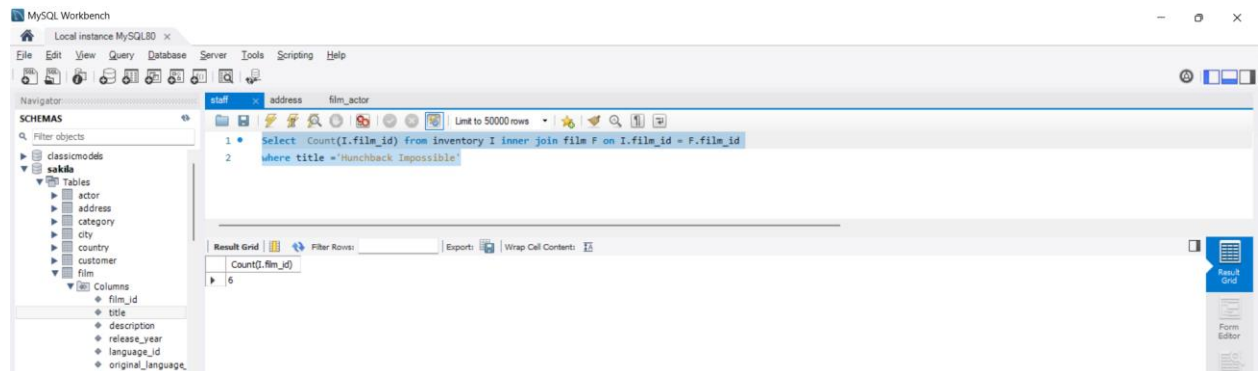 MySQL Workbench
Local instance MySQL80
File Edit View Query Database Server Tools Scripting Help
Navigator
SCHEMAS
Filter objects
classicmodels
sakila
Tables
actor
address
category
city
country
customer
film
Columns
film_id
title
description
release_year
language_id
original_language_
staff address film_actor
Limit to 50000 rows
1 Select Count(I.film_id) from inventory I inner join film F on I.film_id = F.film_id
2 where title ='Hunchback Impossible'
Result Grid Filter Rows: Export: Wrap Cell Content:
Count(I.film_id)
6
Result
Grid
Form
Editor